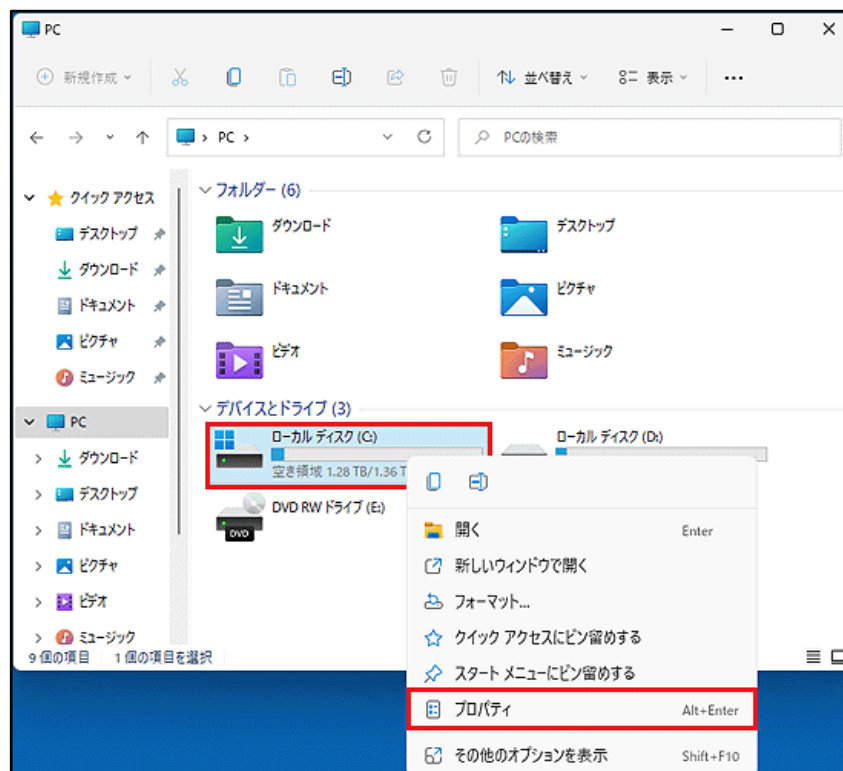 PC
新規作成
並べ替え
表示
PC
PCの検索
クイック アクセス
デスクトップ
ダウンロード
ドキュメント
ピクチャ
ミュージック
PC
ダウンロード
デスクトップ
ドキュメント
ピクチャ
ビデオ
ミュージック
フォルダー (6)
ダウンロード
デスクトップ
ドキュメント
ピクチャ
ビデオ
ミュージック
デバイスとドライブ (3)
ローカル ディスク (C:)
空き領域 1.28 TB/1.36 T
ローカル ディスク (D:)
DVD RW ドライブ (E:)
DVD
開く Enter
新しいウィンドウで開く
フォーマット...
クイック アクセスにピン留めする
スタート メニューにピン留めする
プロパティ Alt+Enter
その他のオプションを表示 Shift+F10
9 個の項目 1 個の項目を選択